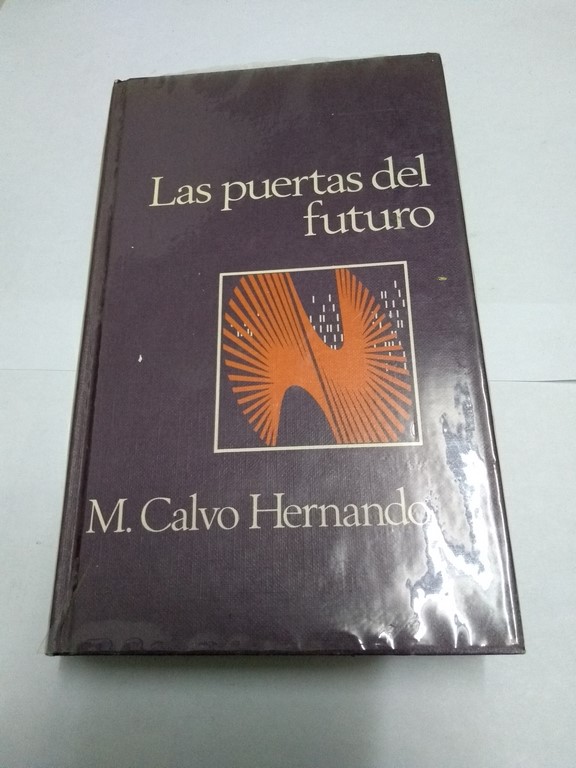 Las puertas del
futuro
M. Calvo Hernando